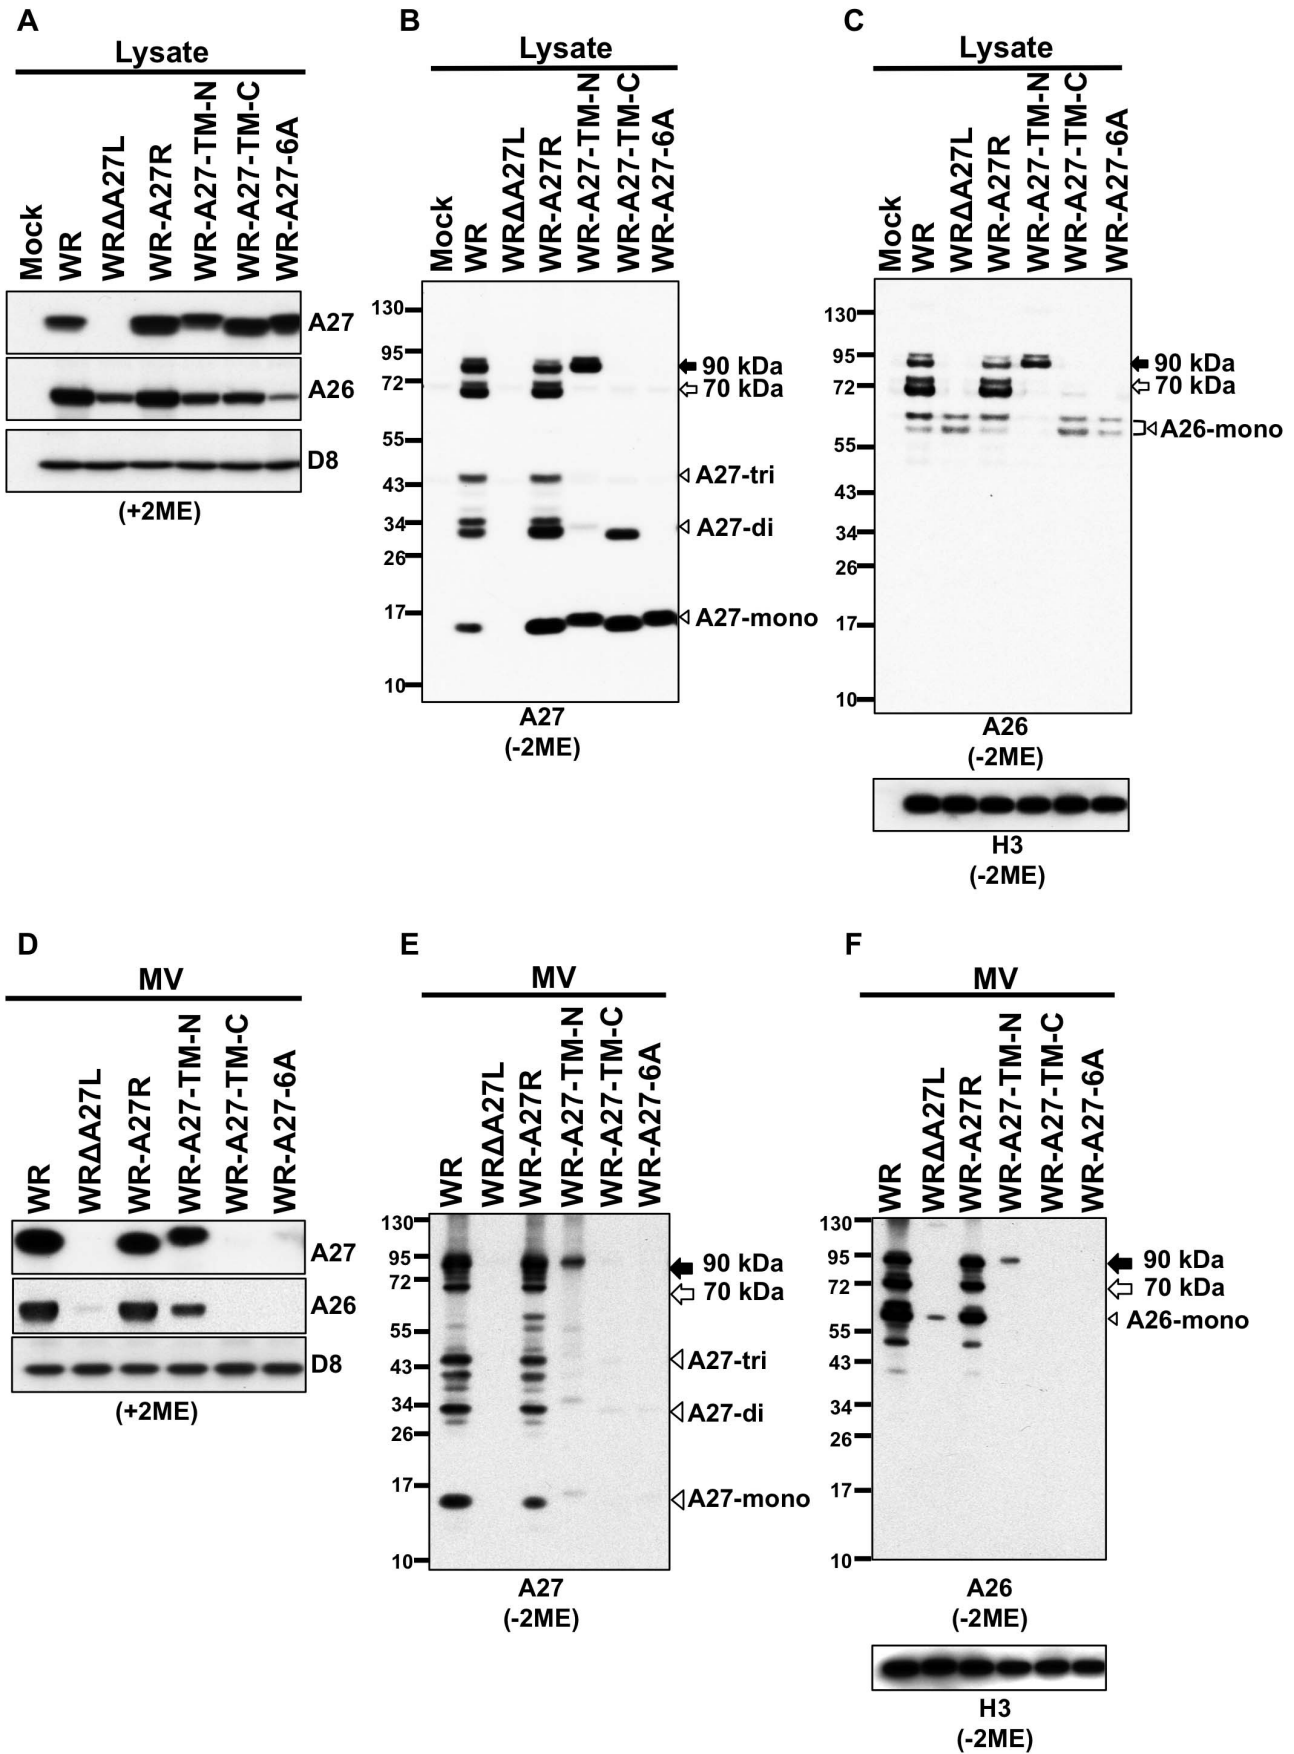 A
Lysate
Mock
WR
WRΔA27L
WR-A27R
WR-A27-TM-N
WR-A27-TM-C
WR-A27-6A
A27
A26
D8
(+2ME)
B
Lysate
Mock
WR
WRΔA27L
WR-A27R
WR-A27-TM-N
WR-A27-TM-C
WR-A27-6A
130
95
72
55
43
34
26
17
10
90 kDa
70 kDa
A27-tri
A27-di
A27-mono
A27
(-2ME)
C
Lysate
Mock
WR
WRΔA27L
WR-A27R
WR-A27-TM-N
WR-A27-TM-C
WR-A27-6A
130
95
72
55
43
34
26
17
10
90 kDa
70 kDa
A26-mono
A26
(-2ME)
H3
(-2ME)
D
MV
WR
WRΔA27L
WR-A27R
WR-A27-TM-N
WR-A27-TM-C
WR-A27-6A
A27
A26
D8
(+2ME)
E
MV
WR
WRΔA27L
WR-A27R
WR-A27-TM-N
WR-A27-TM-C
WR-A27-6A
130
95
72
55
43
34
26
17
10
90 kDa
70 kDa
A27-tri
A27-di
A27-mono
A27
(-2ME)
F
MV
WR
WRΔA27L
WR-A27R
WR-A27-TM-N
WR-A27-TM-C
WR-A27-6A
130
95
72
55
43
34
26
17
10
90 kDa
70 kDa
A26-mono
A26
(-2ME)
H3
(-2ME)